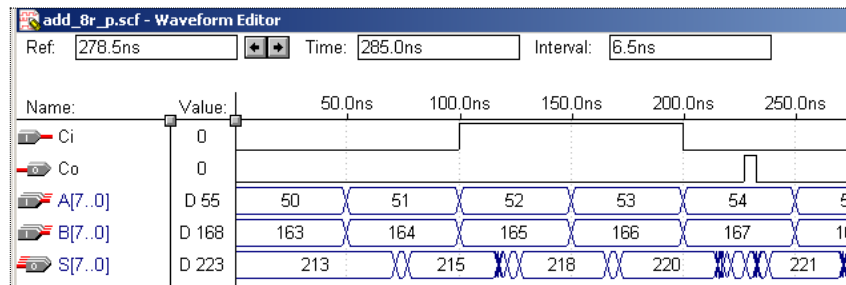 add_8r_p.scf - Waveform Editor
Ref: 278.5ns Time: 285.0ns Interval: 6.5ns
50.0ns 100.0ns 150.0ns 200.0ns 250.0ns
Name: Value:
Ci 0
Co 0
A[7..0] D 55 50 51 52 53 54
B[7..0] D 168 163 164 165 166 167
S[7..0] D 223 213 215 218 220 221